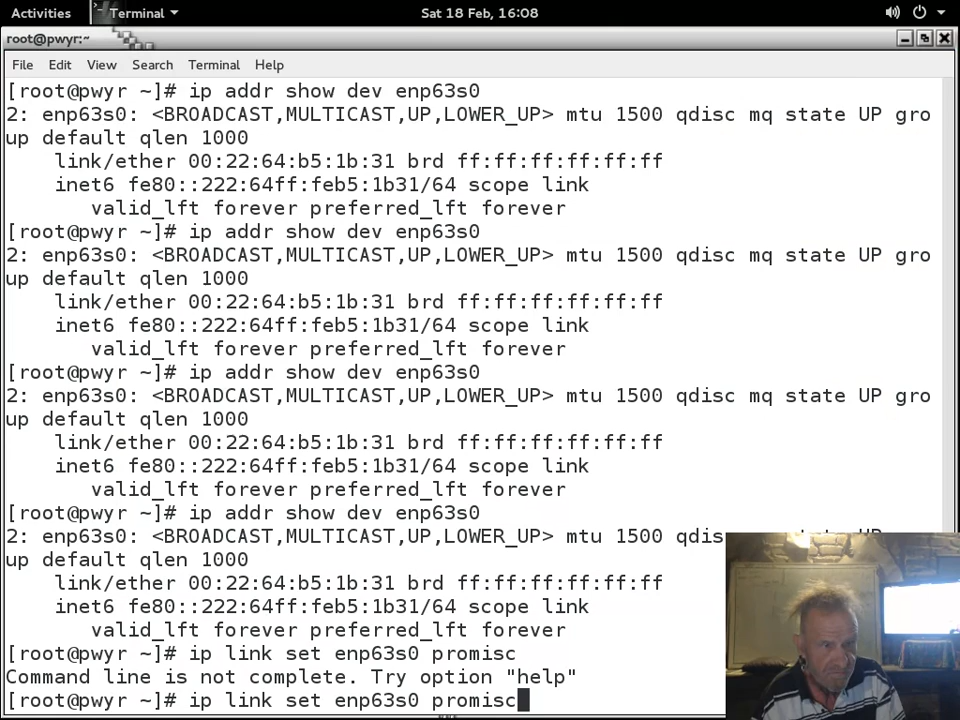 Activities
Terminal
Sat 18 Feb, 16:08
root@pwyr:~
File Edit View Search Terminal Help
[root@pwyr ~]# ip addr show dev enp63s0
2: enp63s0: <BROADCAST,MULTICAST,UP,LOWER_UP> mtu 1500 qdisc mq state UP gro
up default qlen 1000
    link/ether 00:22:64:b5:1b:31 brd ff:ff:ff:ff:ff:ff
    inet6 fe80::222:64ff:feb5:1b31/64 scope link
       valid_lft forever preferred_lft forever
[root@pwyr ~]# ip addr show dev enp63s0
2: enp63s0: <BROADCAST,MULTICAST,UP,LOWER_UP> mtu 1500 qdisc mq state UP gro
up default qlen 1000
    link/ether 00:22:64:b5:1b:31 brd ff:ff:ff:ff:ff:ff
    inet6 fe80::222:64ff:feb5:1b31/64 scope link
       valid_lft forever preferred_lft forever
[root@pwyr ~]# ip addr show dev enp63s0
2: enp63s0: <BROADCAST,MULTICAST,UP,LOWER_UP> mtu 1500 qdisc mq state UP gro
up default qlen 1000
    link/ether 00:22:64:b5:1b:31 brd ff:ff:ff:ff:ff:ff
    inet6 fe80::222:64ff:feb5:1b31/64 scope link
       valid_lft forever preferred_lft forever
[root@pwyr ~]# ip addr show dev enp63s0
2: enp63s0: <BROADCAST,MULTICAST,UP,LOWER_UP> mtu 1500
up default qlen 1000
    link/ether 00:22:64:b5:1b:31 brd ff:ff:ff:ff:ff:ff
    inet6 fe80::222:64ff:feb5:1b31/64 scope link
       valid_lft forever preferred_lft forever
[root@pwyr ~]# ip link set enp63s0 promisc
Command line is not complete. Try option "help"
[root@pwyr ~]# ip link set enp63s0 promisc